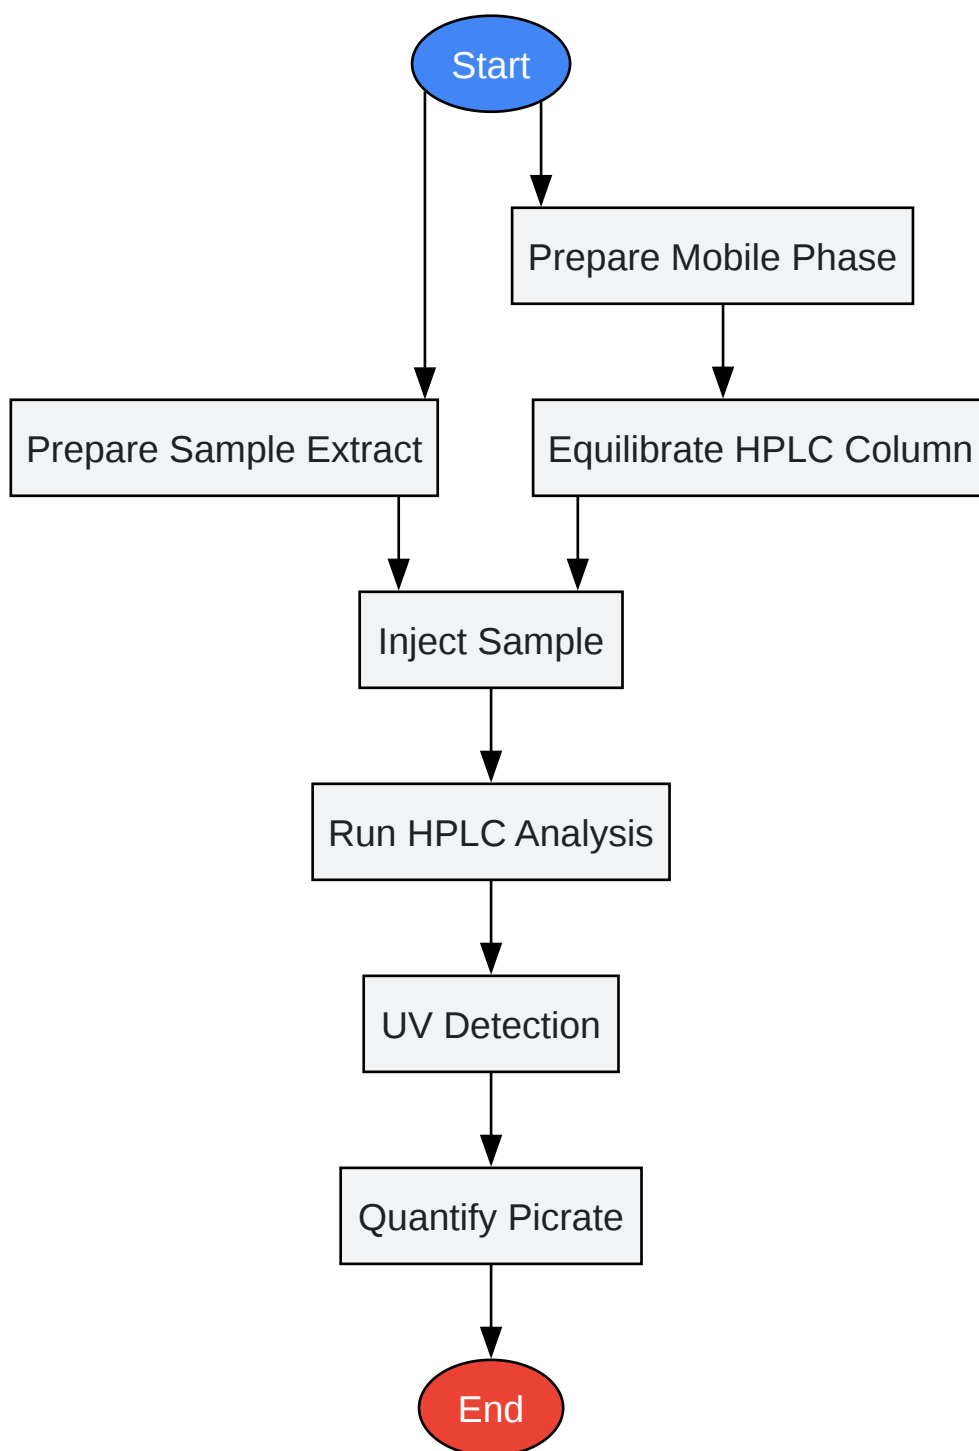 Start
Prepare Mobile Phase
Prepare Sample Extract
Equilibrate HPLC Column
Inject Sample
Run HPLC Analysis
UV Detection
Quantify Picrate
End